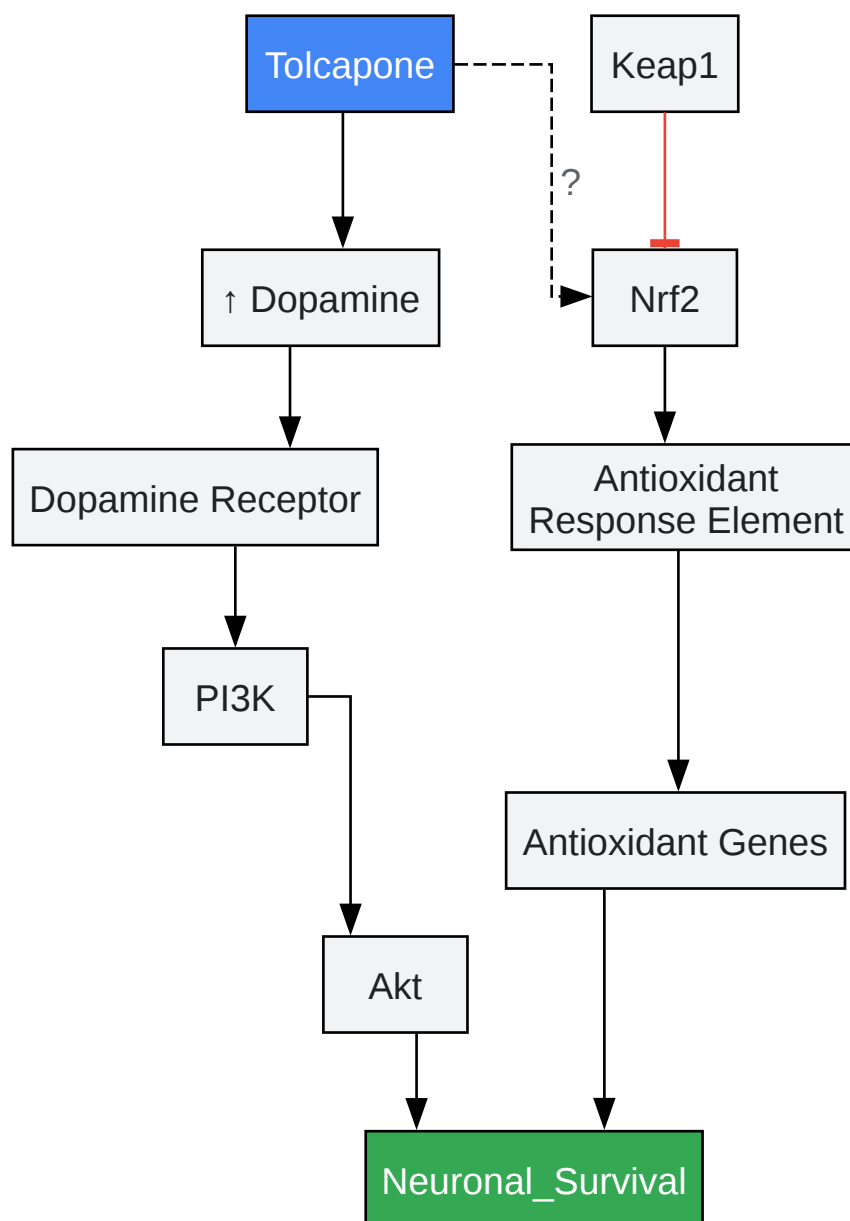 Tolcapone
Keap1
?
↑ Dopamine
Nrf2
Dopamine Receptor
Antioxidant
Response Element
PI3K
Antioxidant Genes
Akt
Neuronal_Survival